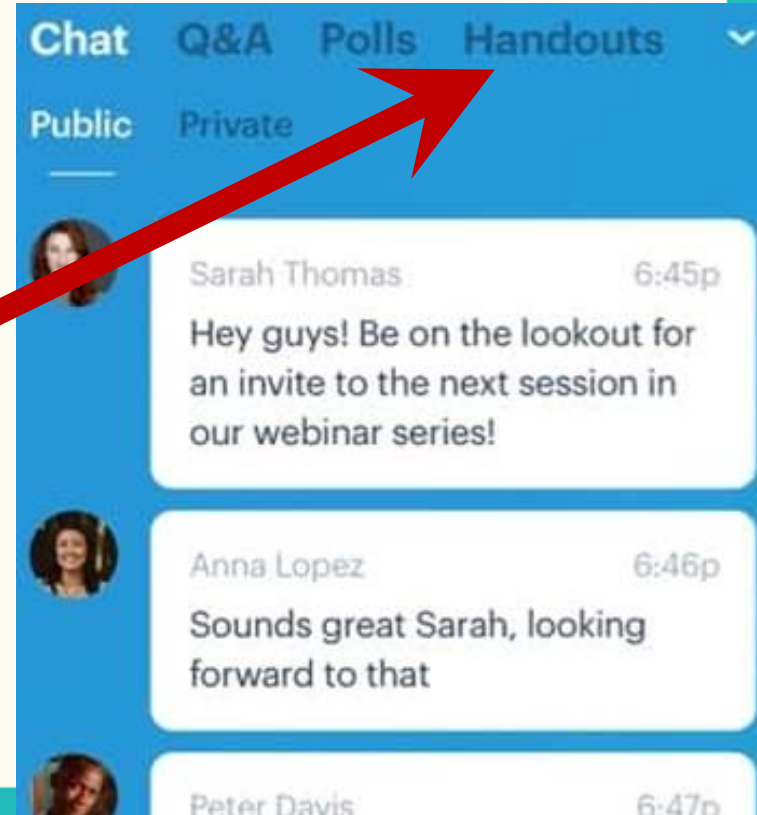 Chat Q&A Polls Handouts
Public Private
Sarah Thomas 6:45p
Hey guys! Be on the lookout for
an invite to the next session in
our webinar series!
Anna Lopez 6:46p
Sounds great Sarah, looking
forward to that
Peter Davis 6:47p